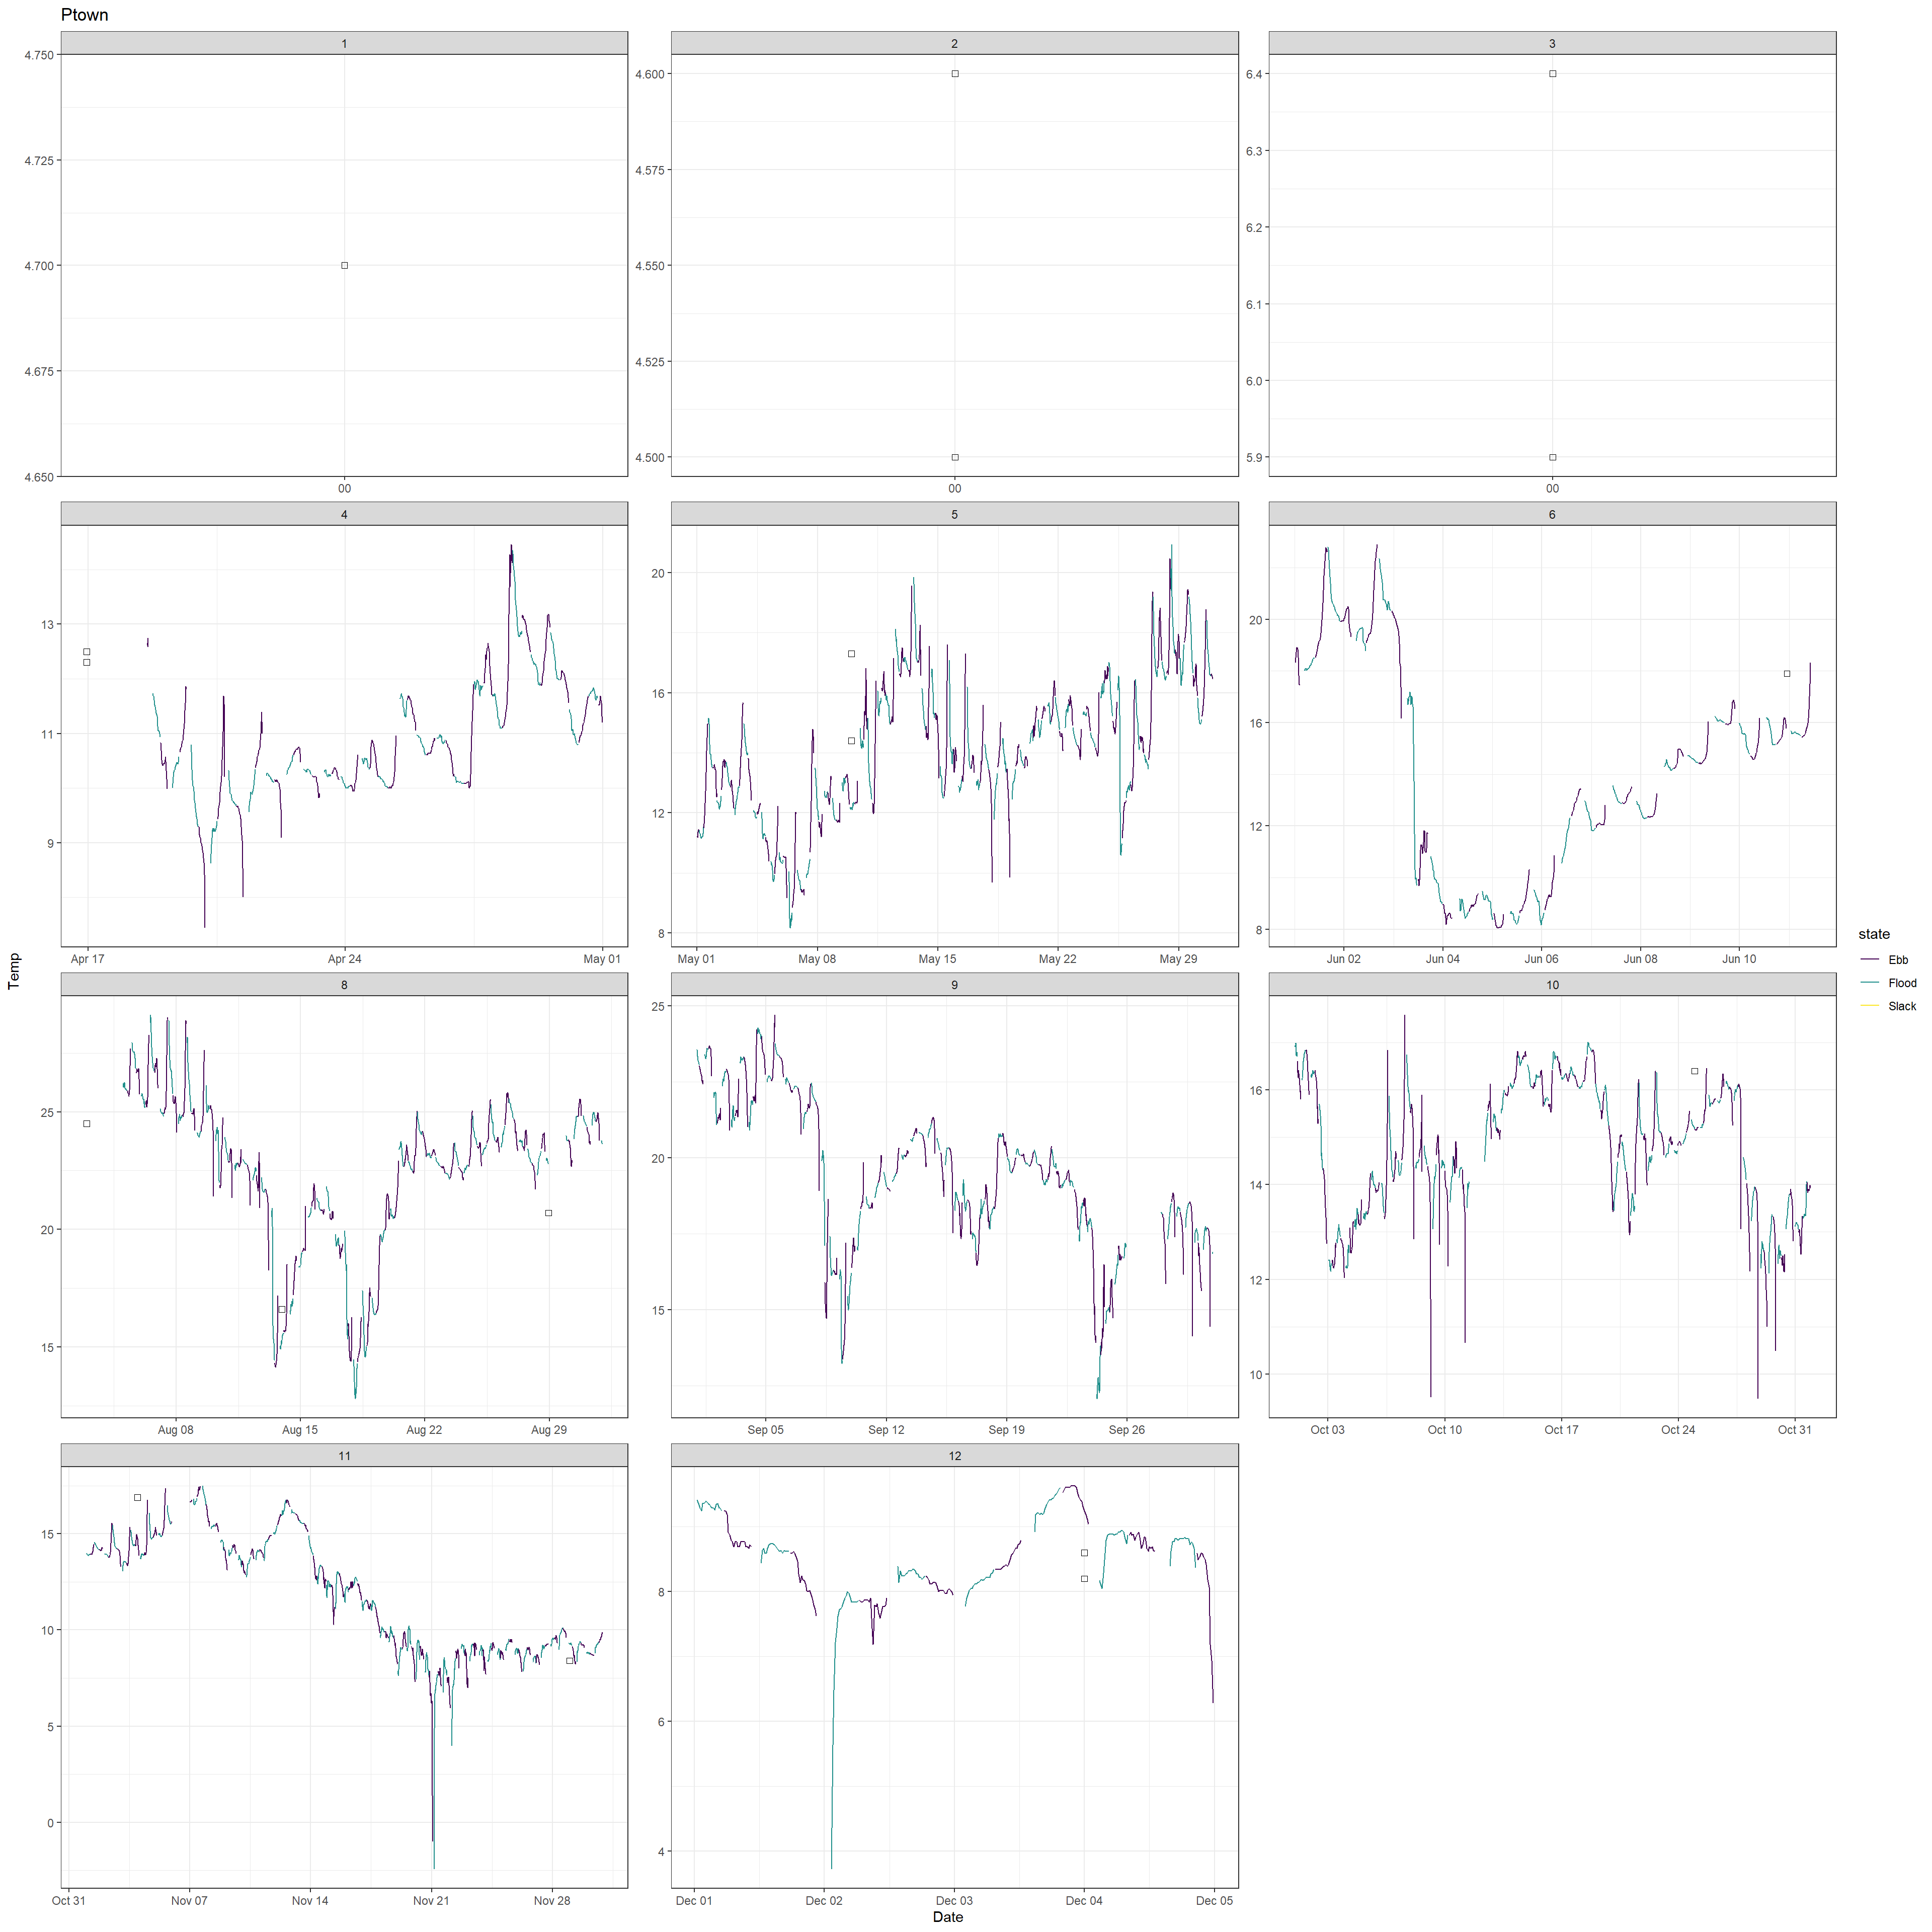 Ptown
1 2 3
4.750
4.725
4.700
4.675
4.650
00
4.600
4.575
4.550
4.525
4.500
00
6.4
6.3
6.2
6.1
6.0
5.9
00
4 5 6
13
11
9
Apr 17 Apr 24 May 01
20
16
12
8
May 01 May 08 May 15 May 22 May 29
20
16
12
8
Jun 02 Jun 04 Jun 06 Jun 08 Jun 10
Temp
state
Ebb
Flood
Slack
8 9 10
25
20
15
Aug 08 Aug 15 Aug 22 Aug 29
25
20
15
Sep 05 Sep 12 Sep 19 Sep 26
16
14
12
10
Oct 03 Oct 10 Oct 17 Oct 24 Oct 31
11 12
15
10
5
0
Oct 31 Nov 07 Nov 14 Nov 21 Nov 28
8
6
4
Dec 01 Dec 02 Dec 03 Dec 04 Dec 05
Date